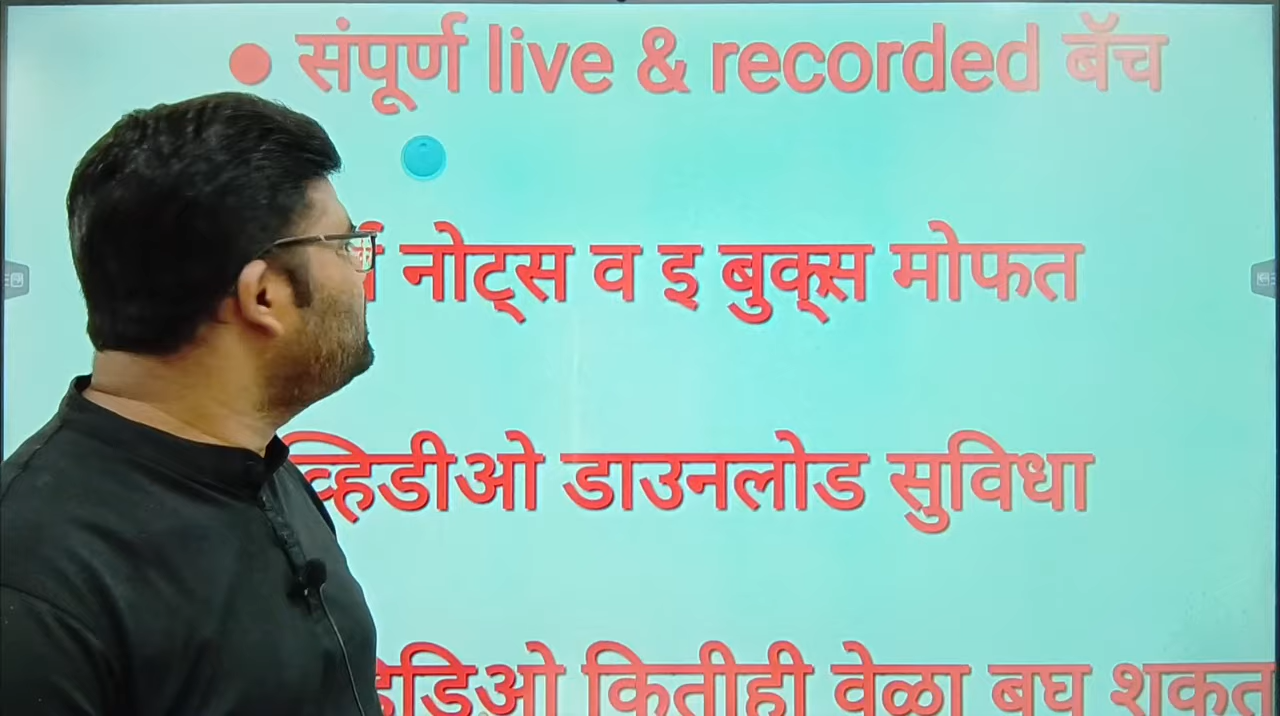 • संपूर्ण live & recorded बॅच
नोट्स व इ बुक्स मोफत
व्हिडीओ डाउनलोड सुविधा
कितीही वेळा बघ शकत